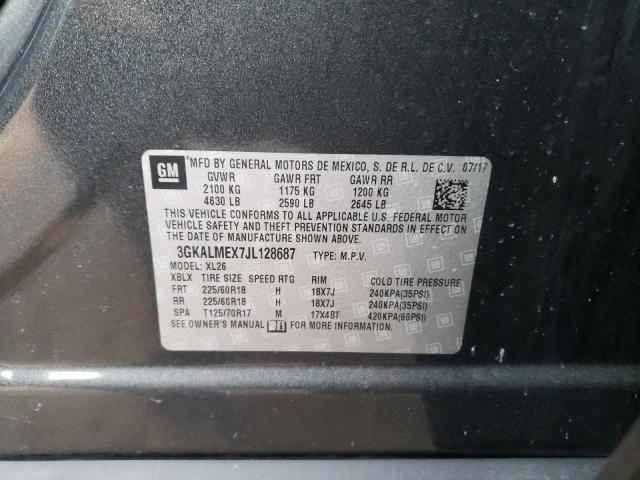 GM ®MFD BY GENERAL MOTORS DE MEXICO, S. DE R.L. DE C.V. 07/17
GVWR GAWR FRT GAWR RR
2100 KG 1175 KG 1200 KG
4630 LB 2590 LB 2645 LB
THIS VEHICLE CONFORMS TO ALL APPLICABLE U.S. FEDERAL MOTOR
VEHICLE SAFETY AND THEFT PREVENTION STANDARDS IN EFFECT ON
THE DATE OF MANUFACTURE SHOWN ABOVE.
3GKALMEX7JL128687 TYPE: M.P.V.
MODEL: XL26
XBLX TIRE SIZE SPEED RTG RIM COLD TIRE PRESSURE
FRT 225/60R18 H 18X7J 240KPA(35PSI)
RR 225/60R18 H 18X7J 240KPA(35PSI)
SPA T125/70R17 M 17X4BT 420KPA(60PSI)
SEE OWNER'S MANUAL FOR MORE INFORMATION.